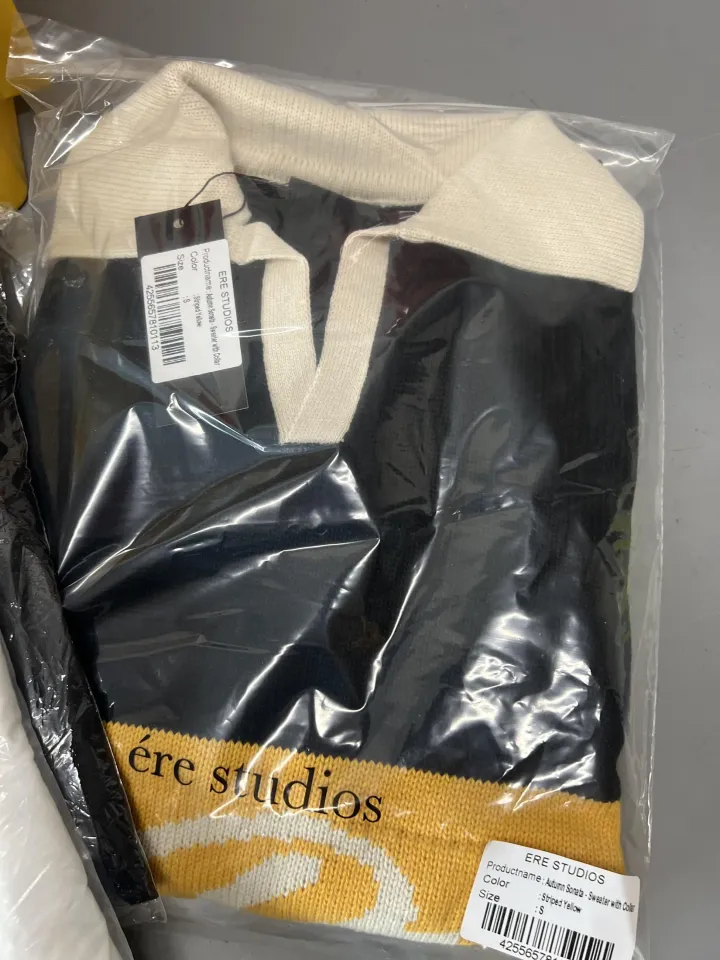 ERE STUDIOS
Productname : Autumn Sonata - Sweater with Collar
Color : Striped Yellow
Size : S
4255657810113
ére studios
ERE STUDIOS
Productname : Autumn Sonata - Sweater with Collar
Color : Striped Yellow
Size : S